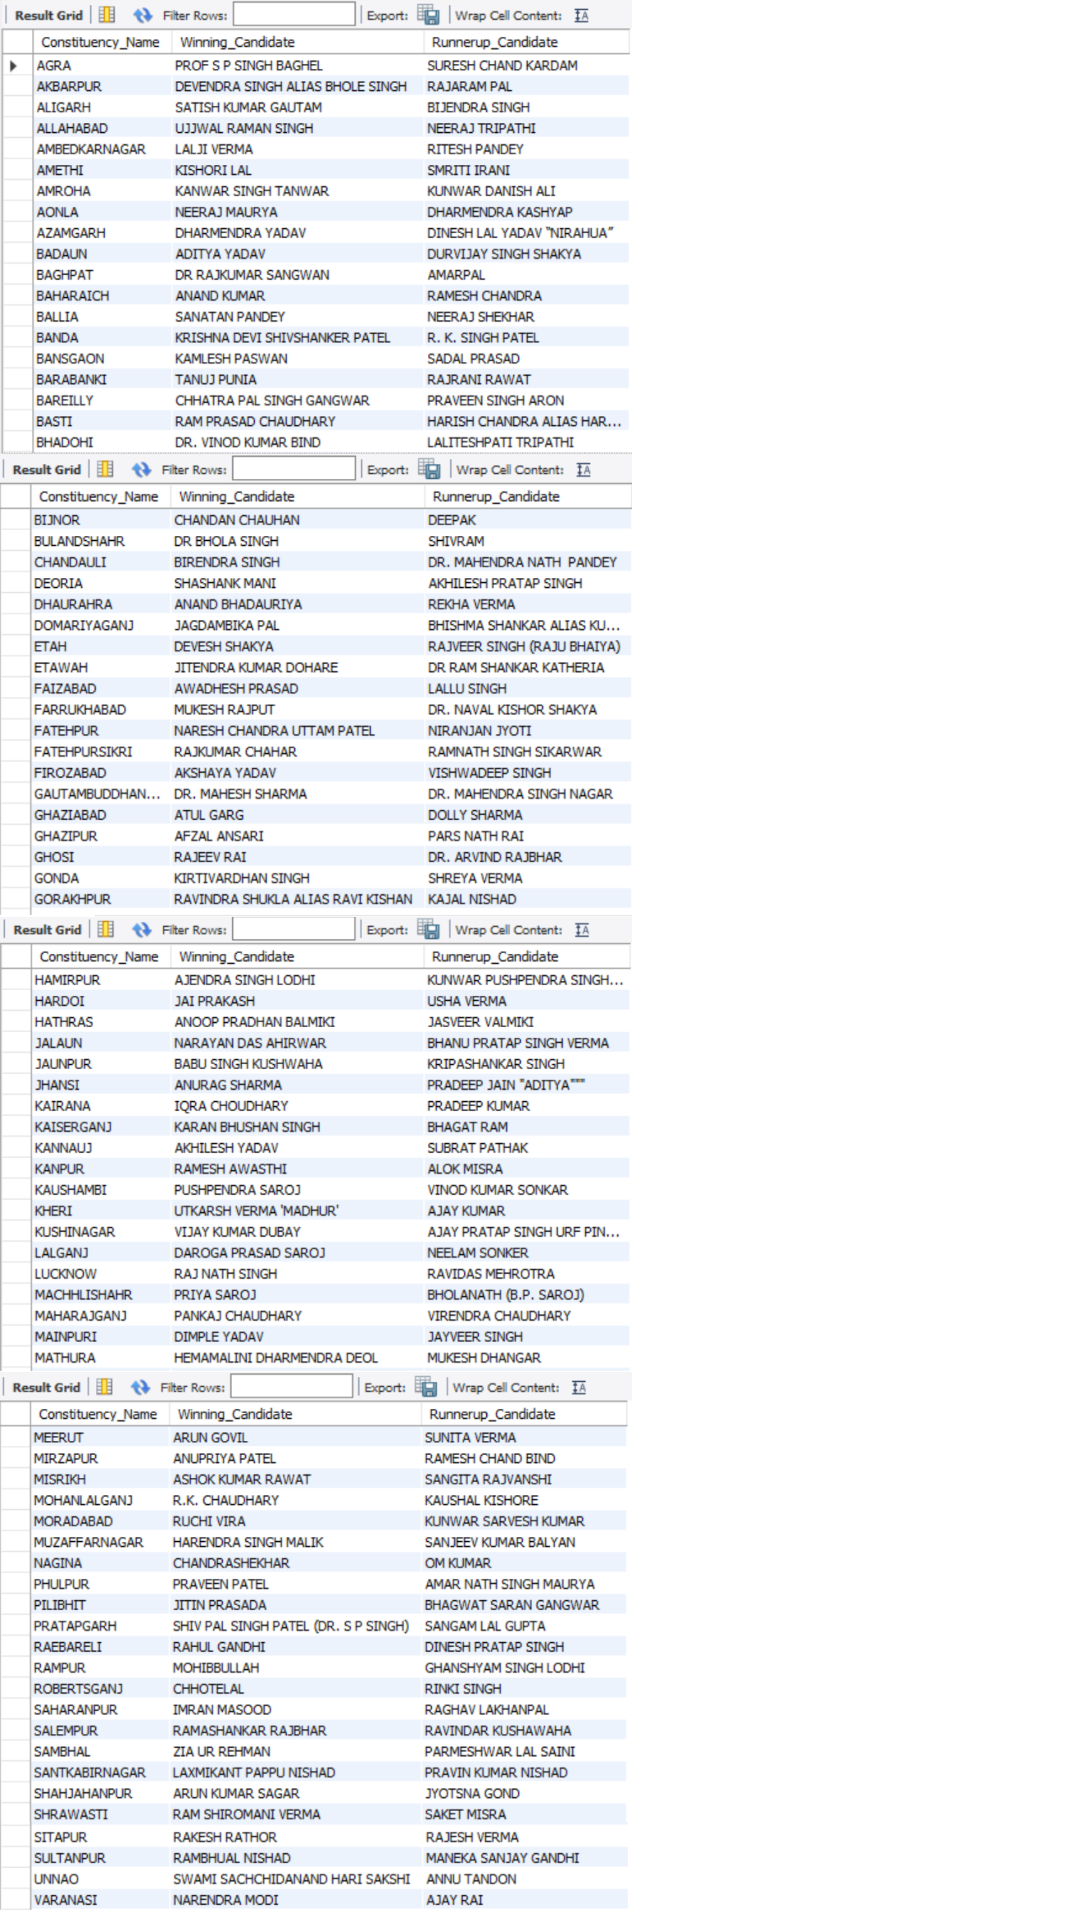 Result Grid Filter Rows: Export: Wrap Cell Content:
Constituency_Name Winning_Candidate Runnerup_Candidate
AGRA PROF S P SINGH BAGHEL SURESH CHAND KARDAM
AKBARPUR DEVENDRA SINGH ALIAS BHOLE SINGH RAJARAM PAL
ALIGARH SATISH KUMAR GAUTAM BIJENDRA SINGH
ALLAHABAD UJJWAL RAMAN SINGH NEERAJ TRIPATHI
AMBEDKARNAGAR LALJI VERMA RITESH PANDEY
AMETHI KISHORI LAL SMRITI IRANI
AMROHA KANWAR SINGH TANWAR KUNWAR DANISH ALI
AONLA NEERAJ MAURYA DHARMENDRA KASHYAP
AZAMGARH DHARMENDRA YADAV DINESH LAL YADAV "NIRAHUA"
BADAUN ADITYA YADAV DURVIJAY SINGH SHAKYA
BAGHPAT DR RAJKUMAR SANGWAN AMARPAL
BAHARAICH ANAND KUMAR RAMESH CHANDRA
BALLIA SANATAN PANDEY NEERAJ SHEKHAR
BANDA KRISHNA DEVI SHIVSHANKER PATEL R. K. SINGH PATEL
BANSGAON KAMLESH PASWAN SADAL PRASAD
BARABANKI TANUJ PUNIA RAJRANI RAWAT
BAREILLY CHHATRA PAL SINGH GANGWAR PRAVEEN SINGH ARON
BASTI RAM PRASAD CHAUDHARY HARISH CHANDRA ALIAS HAR...
BHADOHI DR. VINOD KUMAR BIND LALITESHPATI TRIPATHI
Result Grid Filter Rows: Export: Wrap Cell Content:
Constituency_Name Winning_Candidate Runnerup_Candidate
BIJNOR CHANDAN CHAUHAN DEEPAK
BULANDSHAHR DR BHOLA SINGH SHIVRAM
CHANDAULI BIRENDRA SINGH DR. MAHENDRA NATH PANDEY
DEORIA SHASHANK MANI AKHILESH PRATAP SINGH
DHAURAHRA ANAND BHADAURIYA REKHA VERMA
DOMARIYAGANJ JAGDAMBIKA PAL BHISHMA SHANKAR ALIAS KU...
ETAH DEVESH SHAKYA RAJVEER SINGH (RAJU BHAIYA)
ETAWAH JITENDRA KUMAR DOHARE DR RAM SHANKAR KATHERIA
FAIZABAD AWADHESH PRASAD LALLU SINGH
FARRUKHABAD MUKESH RAJPUT DR. NAVAL KISHOR SHAKYA
FATEHPUR NARESH CHANDRA UTTAM PATEL NIRANJAN JYOTI
FATEHPURSIKRI RAJKUMAR CHAHAR RAMNATH SINGH SIKARWAR
FIROZABAD AKSHAYA YADAV VISHWADEEP SINGH
GAUTAMBUDDHAN... DR. MAHESH SHARMA DR. MAHENDRA SINGH NAGAR
GHAZIABAD ATUL GARG DOLLY SHARMA
GHAZIPUR AFZAL ANSARI PARS NATH RAI
GHOSI RAJEEV RAI DR. ARVIND RAJBHAR
GONDA KIRTIVARDHAN SINGH SHREYA VERMA
GORAKHPUR RAVINDRA SHUKLA ALIAS RAVI KISHAN KAJAL NISHAD
Result Grid Filter Rows: Export: Wrap Cell Content:
Constituency_Name Winning_Candidate Runnerup_Candidate
HAMIRPUR AJENDRA SINGH LODHI KUNWAR PUSHPENDRA SINGH...
HARDOI JAI PRAKASH USHA VERMA
HATHRAS ANOOP PRADHAN BALMIKI JASVEER VALMIKI
JALAUN NARAYAN DAS AHIRWAR BHANU PRATAP SINGH VERMA
JAUNPUR BABU SINGH KUSHWAHA KRIPASHANKAR SINGH
JHANSI ANURAG SHARMA PRADEEP JAIN "ADITYA"""
KAIRANA IQRA CHOUDHARY PRADEEP KUMAR
KAISERGANJ KARAN BHUSHAN SINGH BHAGAT RAM
KANNAUJ AKHILESH YADAV SUBRAT PATHAK
KANPUR RAMESH AWASTHI ALOK MISRA
KAUSHAMBI PUSHPENDRA SAROJ VINOD KUMAR SONKAR
KHERI UTKARSH VERMA 'MADHUR' AJAY KUMAR
KUSHINAGAR VIJAY KUMAR DUBAY AJAY PRATAP SINGH URF PIN...
LALGANJ DAROGA PRASAD SAROJ NEELAM SONKER
LUCKNOW RAJ NATH SINGH RAVIDAS MEHROTRA
MACHHLISHAHR PRIYA SAROJ BHOLANATH (B.P. SAROJ)
MAHARAJGANJ PANKAJ CHAUDHARY VIRENDRA CHAUDHARY
MAINPURI DIMPLE YADAV JAYVEER SINGH
MATHURA HEMAMALINI DHARMENDRA DEOL MUKESH DHANGAR
Result Grid Filter Rows: Export: Wrap Cell Content:
Constituency_Name Winning_Candidate Runnerup_Candidate
MEERUT ARUN GOVIL SUNITA VERMA
MIRZAPUR ANUPRIYA PATEL RAMESH CHAND BIND
MISRIKH ASHOK KUMAR RAWAT SANGITA RAJVANSHI
MOHANLALGANJ R.K. CHAUDHARY KAUSHAL KISHORE
MORADABAD RUCHI VIRA KUNWAR SARVESH KUMAR
MUZAFFARNAGAR HARENDRA SINGH MALIK SANJEEV KUMAR BALYAN
NAGINA CHANDRASHEKHAR OM KUMAR
PHULPUR PRAVEEN PATEL AMAR NATH SINGH MAURYA
PILIBHIT JITIN PRASADA BHAGWAT SARAN GANGWAR
PRATAPGARH SHIV PAL SINGH PATEL (DR. S P SINGH) SANGAM LAL GUPTA
RAEBARELI RAHUL GANDHI DINESH PRATAP SINGH
RAMPUR MOHIBBULLAH GHANSHYAM SINGH LODHI
ROBERTSGANJ CHHOTELAL RINKI SINGH
SAHARANPUR IMRAN MASOOD RAGHAV LAKHANPAL
SALEMPUR RAMASHANKAR RAJBHAR RAVINDAR KUSHAWAHA
SAMBHAL ZIA UR REHMAN PARMESHWAR LAL SAINI
SANTKABIRNAGAR LAXMIKANT PAPPU NISHAD PRAVIN KUMAR NISHAD
SHAHJAHANPUR ARUN KUMAR SAGAR JYOTSNA GOND
SHRAWASTI RAM SHIROMANI VERMA SAKET MISRA
SITAPUR RAKESH RATHOR RAJESH VERMA
SULTANPUR RAMBHUAL NISHAD MANEKA SANJAY GANDHI
UNNAO SWAMI SACHCHIDANAND HARI SAKSHI ANNU TANDON
VARANASI NARENDRA MODI AJAY RAI